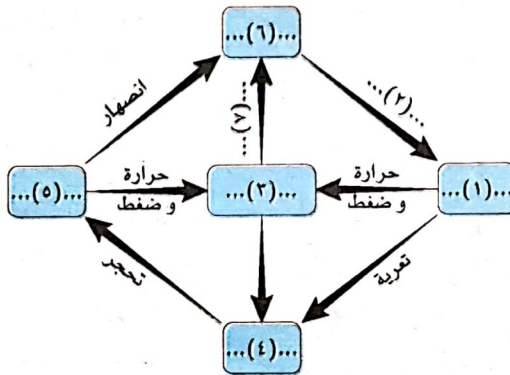 ...(٦)...
انصهار
...(٢)...
...(٧)...
...(٥)...
حرارة
و ضغط
...(٣)...
حرارة
و ضغط
...(١)...
تحجر
تعرية
...(٤)...